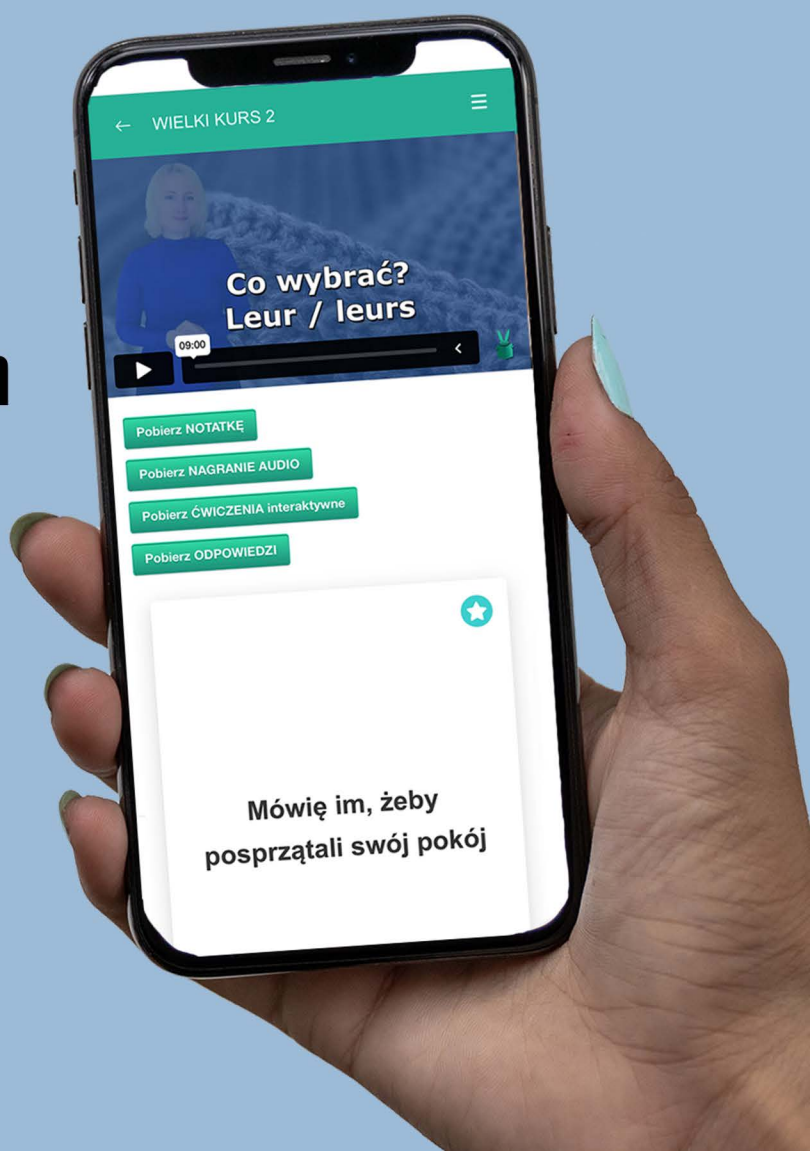 WIELKI KURS 2
Co wybrać?
Leur / leurs
09:00
Pobierz NOTATKĘ
Pobierz NAGRANIE AUDIO
Pobierz ĆWICZENIA interaktywne
Pobierz ODPOWIEDZI
Mówię im, żeby
posprzątali swój pokój